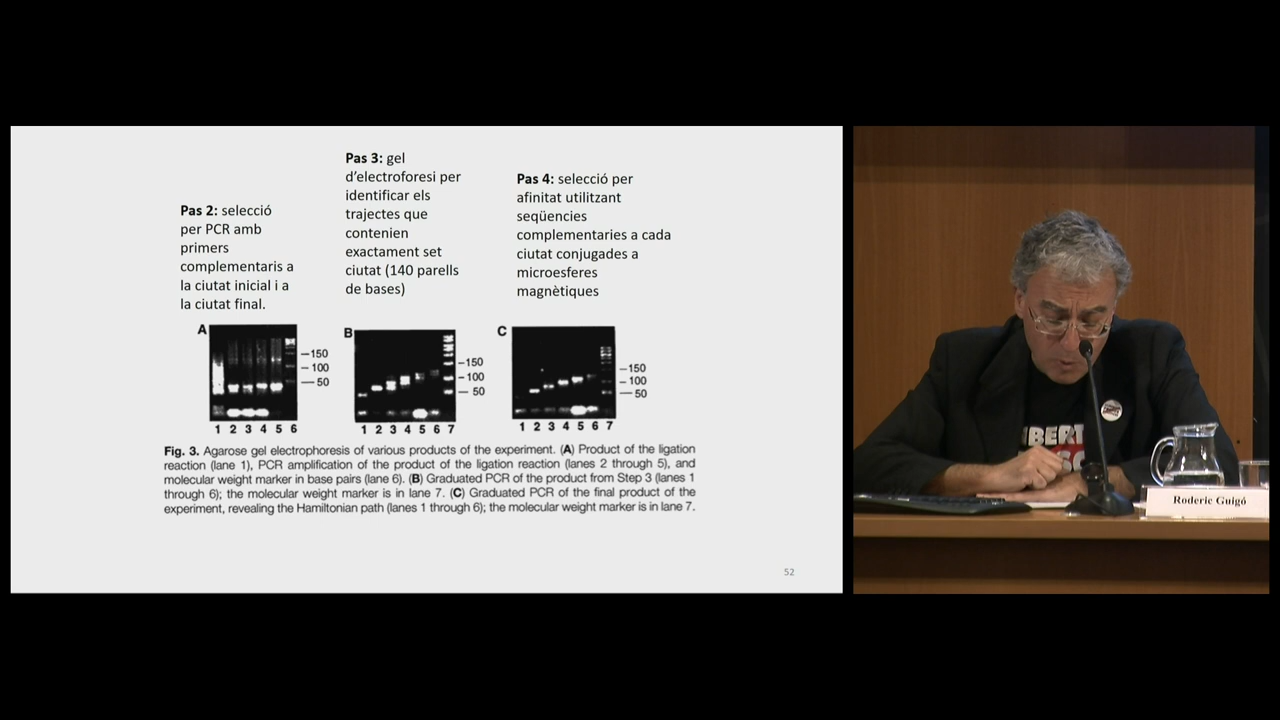 Pas 2: selecció
per PCR amb
primers
complementaris a
la ciutat inicial i a
la ciutat final.
Pas 3: gel
d’electroforesi per
identificar els
trajectes que
contenien
exactament set
ciutat (140 parells
de bases)
Pas 4: selecció per
afinitat utilitzant
seqüencies
complementaries a cada
ciutat conjugades a
microesferes
magnètiques
A
150
100
50
1 2 3 4 5 6
B
150
100
50
1 2 3 4 5 6 7
C
150
100
50
1 2 3 4 5 6 7
Fig. 3. Agarose gel electrophoresis of various products of the experiment. (A) Product of the ligation
reaction (lane 1), PCR amplification of the product of the ligation reaction (lanes 2 through 5), and
molecular weight marker in base pairs (lane 6). (B) Graduated PCR of the product from Step 3 (lanes 1
through 6); the molecular weight marker is in lane 7. (C) Graduated PCR of the final product of the
experiment, revealing the Hamiltonian path (lanes 1 through 6); the molecular weight marker is in lane 7.
52
Roderic Guigó